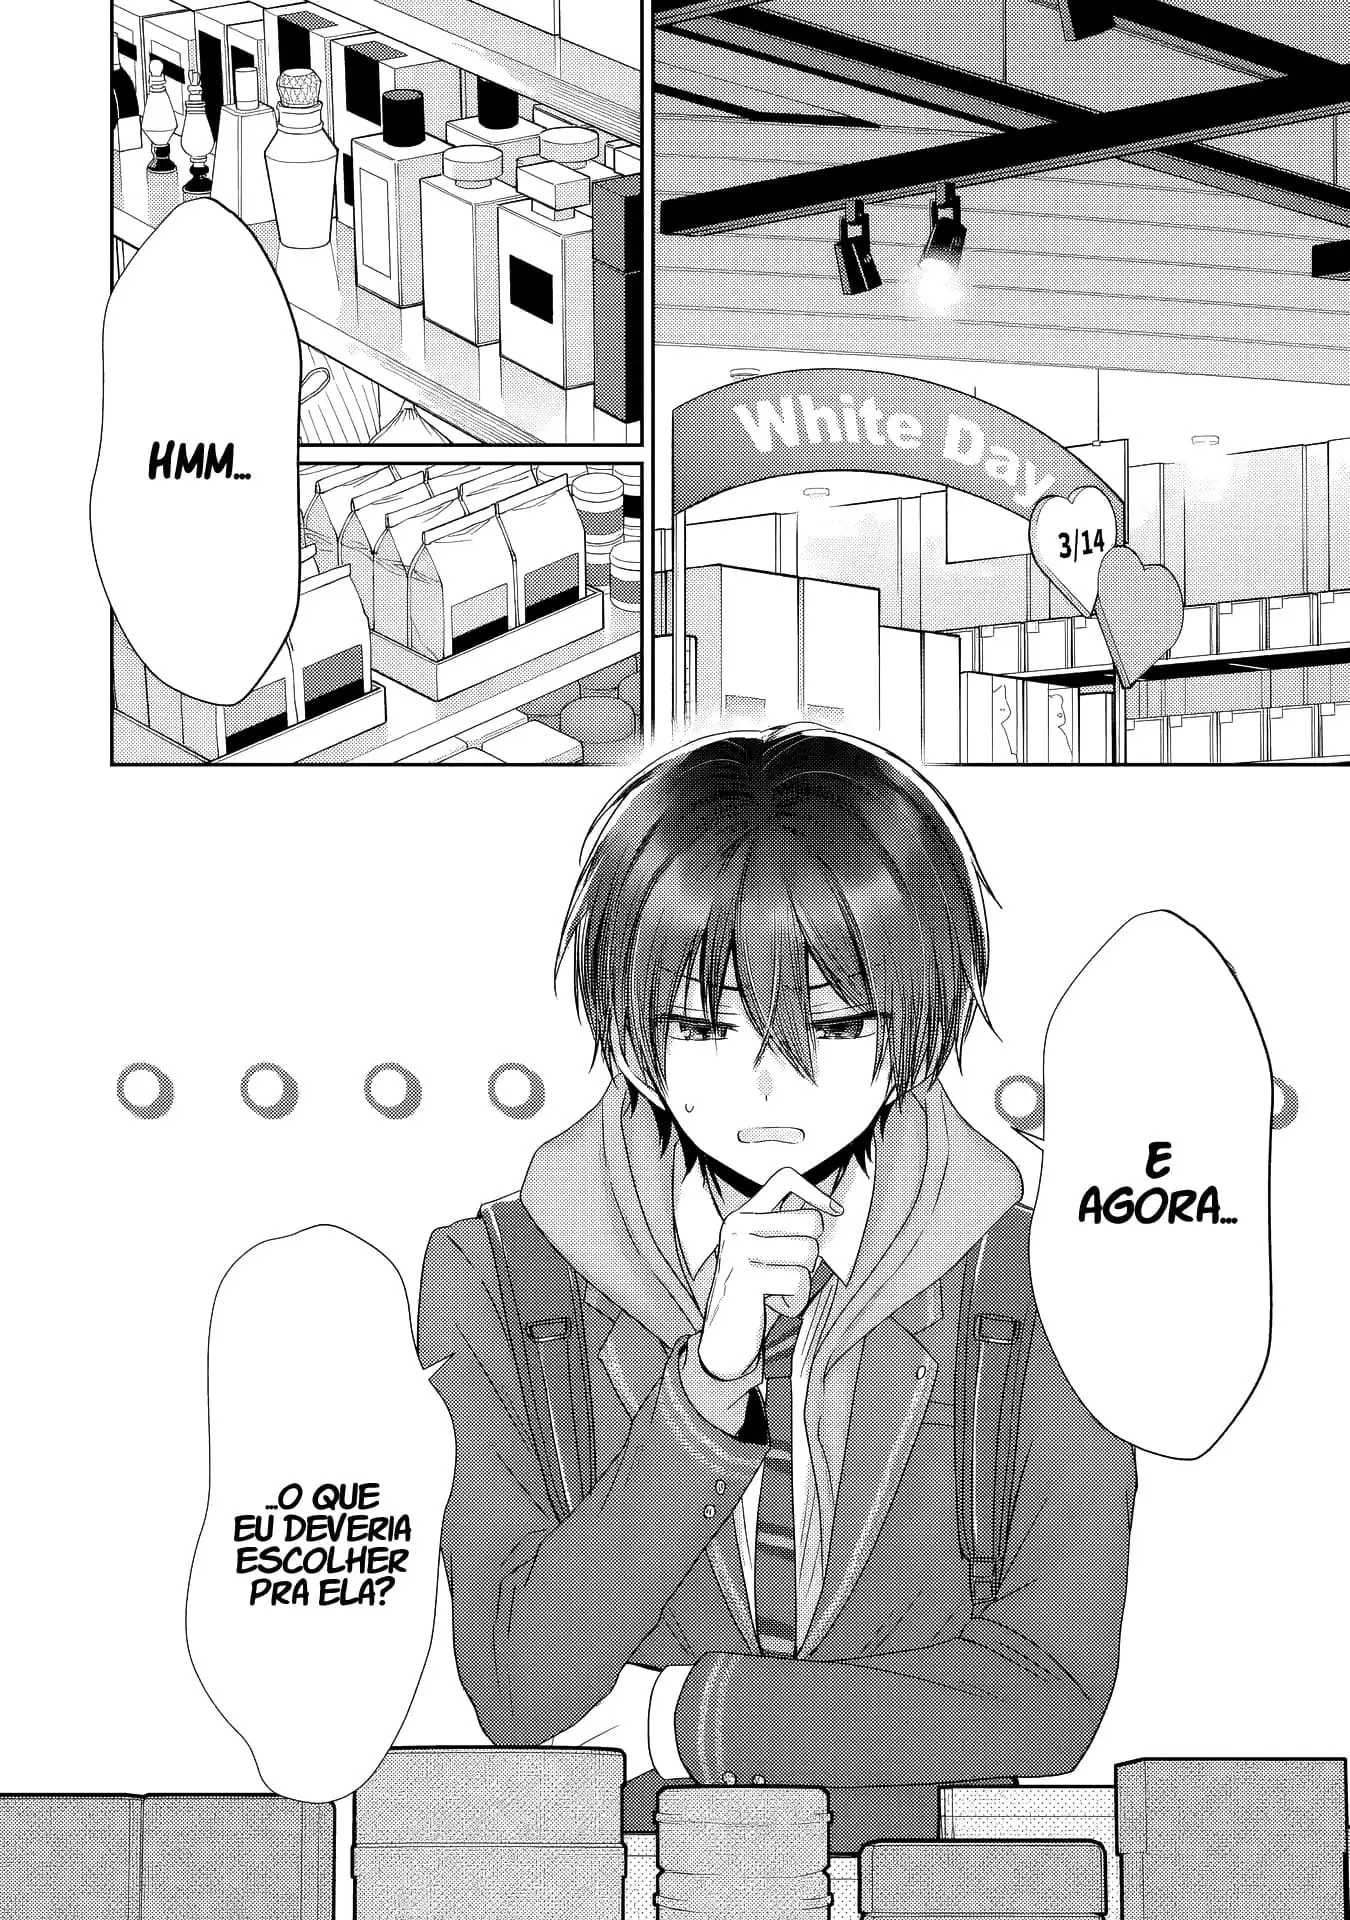 White Day
3/14
HMM...
E
AGORA...
...O QUE
EU DEVERIA
ESCOLHER
PRA ELA?